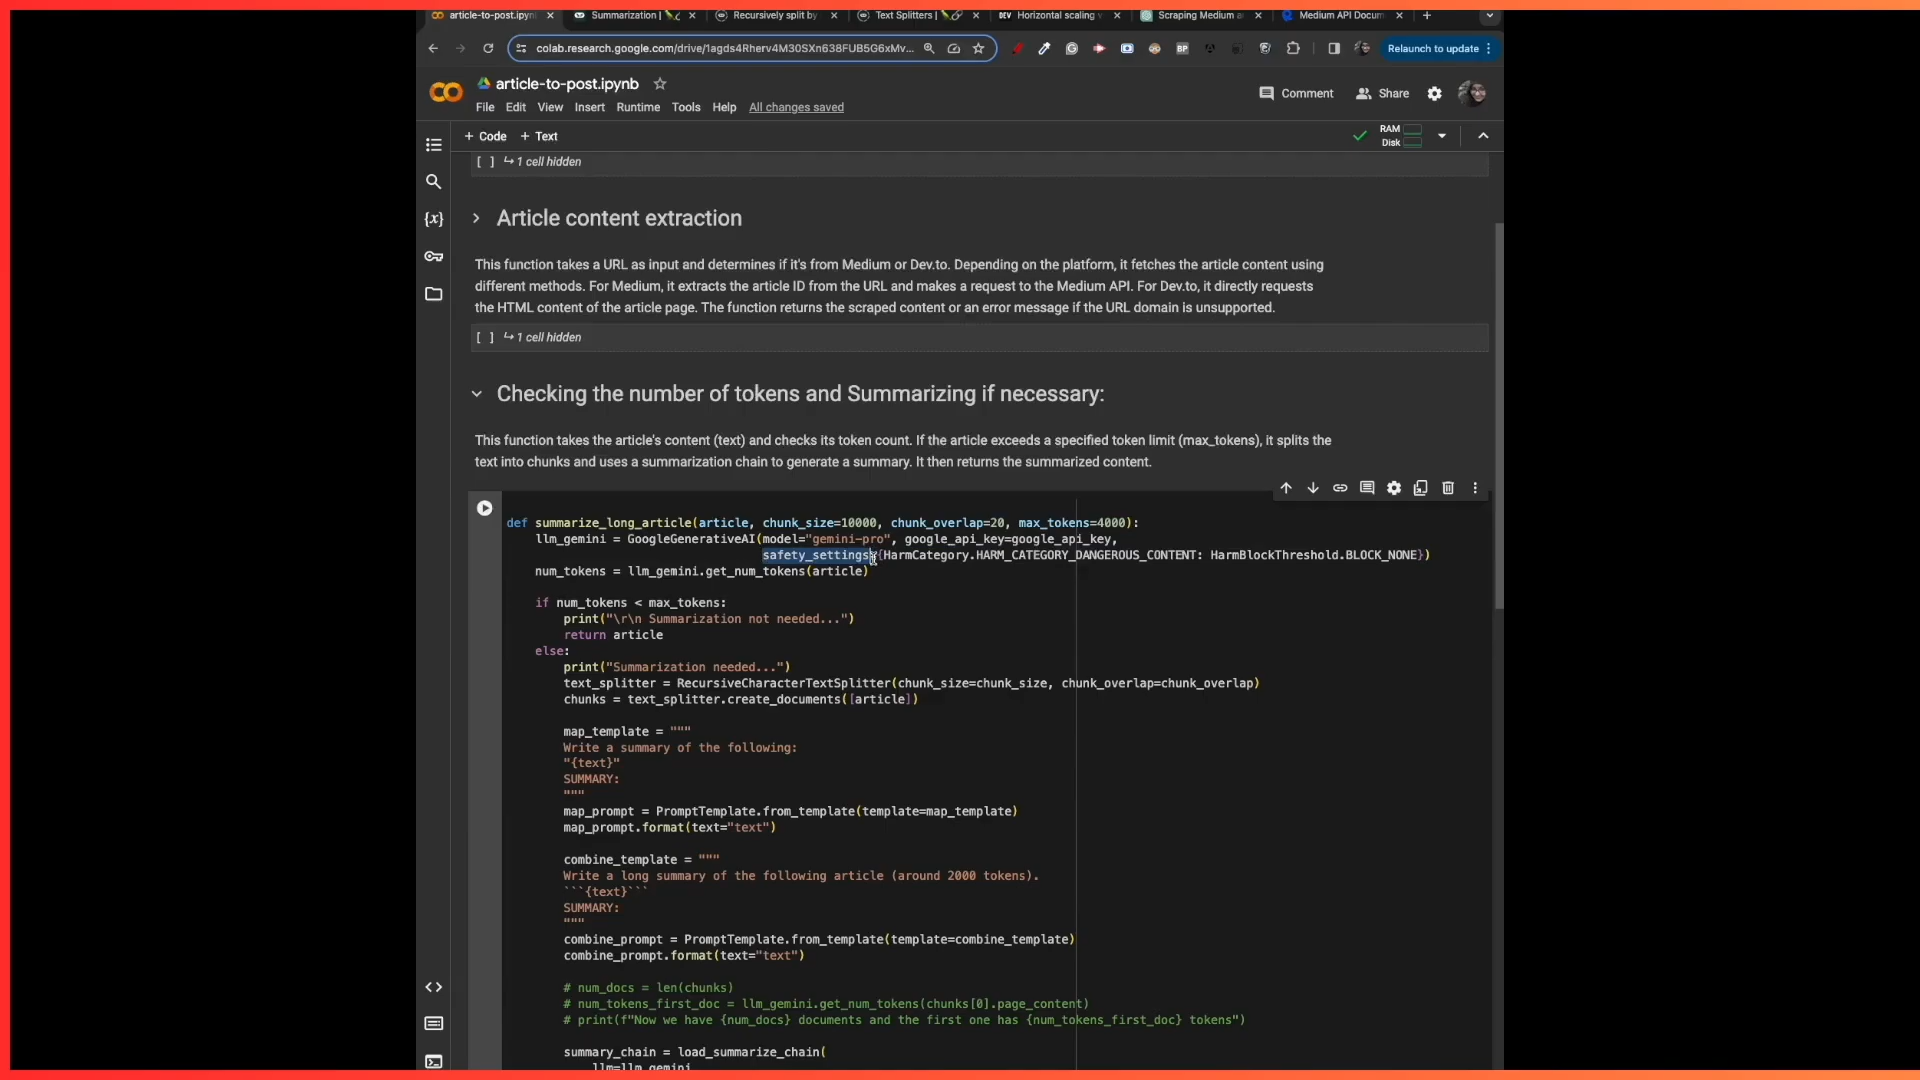 article-to-post.ipynb
Summarization |
Recursively split by
Text Splitters |
DEV Horizontal scaling v
Scraping Medium a
Medium API Docum
colab.research.google.com/drive/1agds4Rherv4M30SXn638FUB5G6xMv...
BP
Relaunch to update
article-to-post.ipynb
File Edit View Insert Runtime Tools Help All changes saved
Comment
Share
+ Code + Text
RAM
Disk
[ ] 1 cell hidden
{x}
Article content extraction
This function takes a URL as input and determines if it's from Medium or Dev.to. Depending on the platform, it fetches the article content using
different methods. For Medium, it extracts the article ID from the URL and makes a request to the Medium API. For Dev.to, it directly requests
the HTML content of the article page. The function returns the scraped content or an error message if the URL domain is unsupported.
[ ] 1 cell hidden
Checking the number of tokens and Summarizing if necessary:
This function takes the article's content (text) and checks its token count. If the article exceeds a specified token limit (max_tokens), it splits the
text into chunks and uses a summarization chain to generate a summary. It then returns the summarized content.
def summarize_long_article(article, chunk_size=10000, chunk_overlap=20, max_tokens=4000):
llm_gemini = GoogleGenerativeAI(model="gemini-pro", google_api_key=google_api_key,
safety_settings={HarmCategory.HARM_CATEGORY_DANGEROUS_CONTENT: HarmBlockThreshold.BLOCK_NONE})
num_tokens = llm_gemini.get_num_tokens(article)
if num_tokens < max_tokens:
print("\r\n Summarization not needed...")
return article
else:
print("Summarization needed...")
text_splitter = RecursiveCharacterTextSplitter(chunk_size=chunk_size, chunk_overlap=chunk_overlap)
chunks = text_splitter.create_documents([article])
map_template = """
Write a summary of the following:
"{text}"
SUMMARY:
"""
map_prompt = PromptTemplate.from_template(template=map_template)
map_prompt.format(text="text")
combine_template = """
Write a long summary of the following article (around 2000 tokens).
```{text}```
SUMMARY:
"""
combine_prompt = PromptTemplate.from_template(template=combine_template)
combine_prompt.format(text="text")
# num_docs = len(chunks)
# num_tokens_first_doc = llm_gemini.get_num_tokens(chunks[0].page_content)
# print(f"Now we have {num_docs} documents and the first one has {num_tokens_first_doc} tokens")
summary_chain = load_summarize_chain(
llm=llm_gemini,